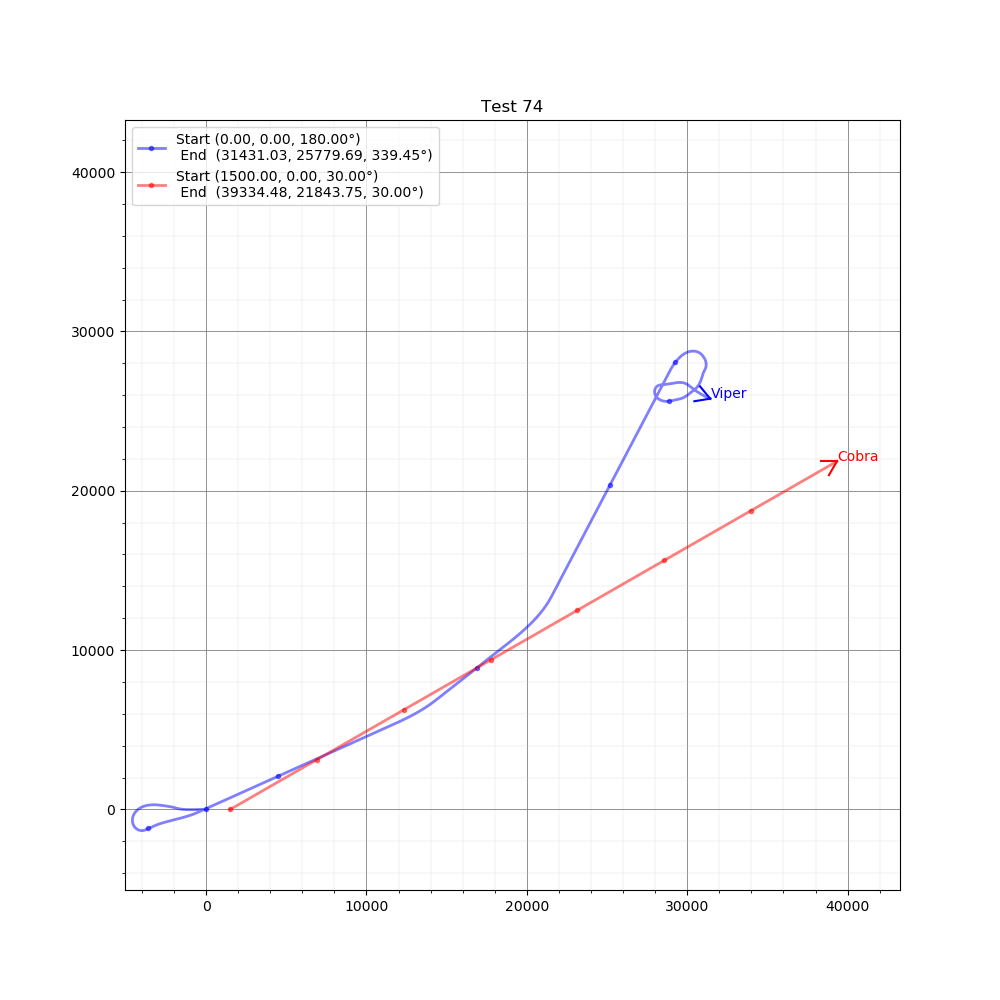 Test 74
Start (0.00, 0.00, 180.00°)
End (31431.03, 25779.69, 339.45°)
Start (1500.00, 0.00, 30.00°)
End (39334.48, 21843.75, 30.00°)
40000
30000
20000
10000
0
Viper
Cobra
0 10000 20000 30000 40000